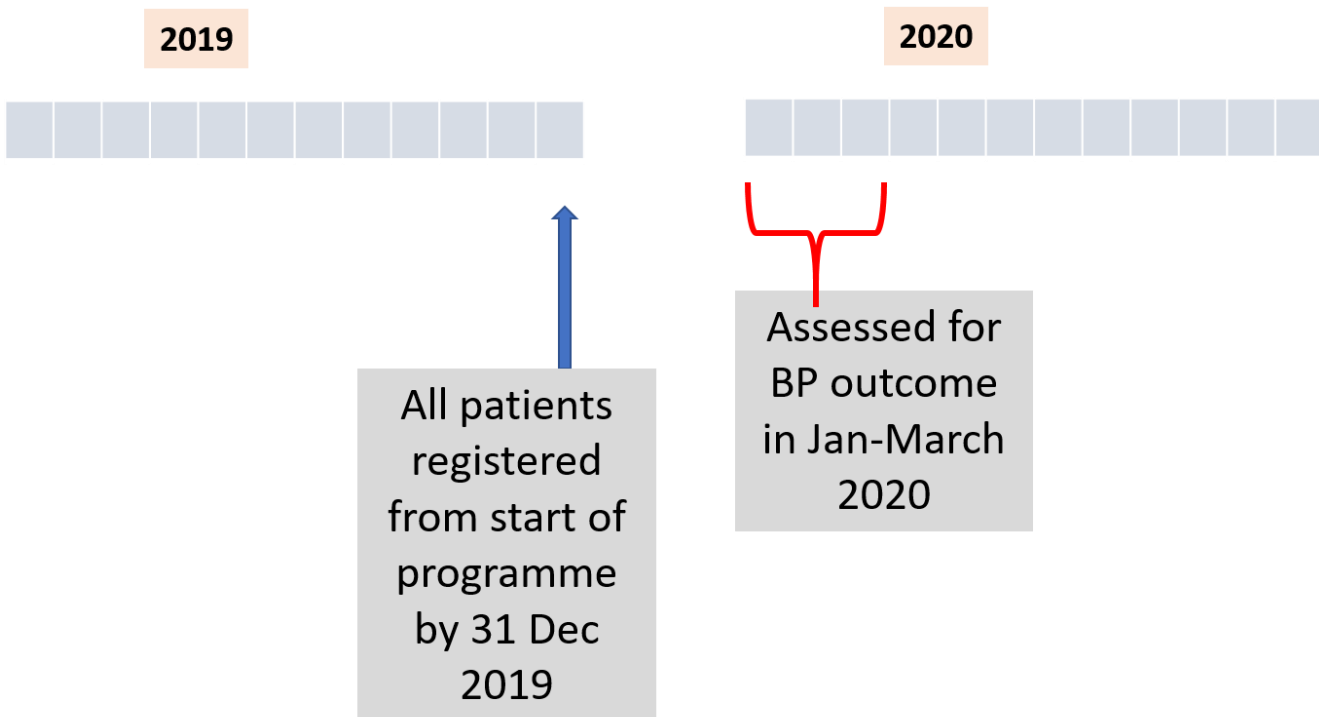 2019
2020
All patients
registered
from start of
programme
by 31 Dec
2019
Assessed for
BP outcome
in Jan-March
2020